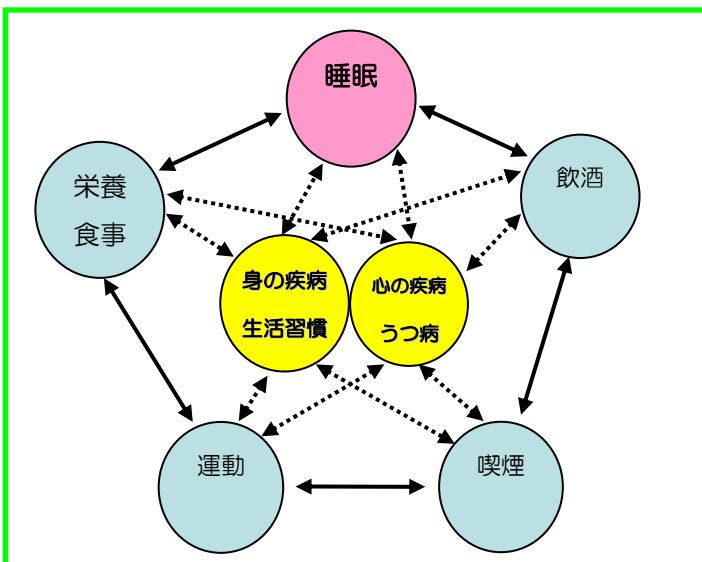 睡眠
栄養
食事
飲酒
身の疾病
生活習慣
心の疾病
うつ病
運動
喫煙